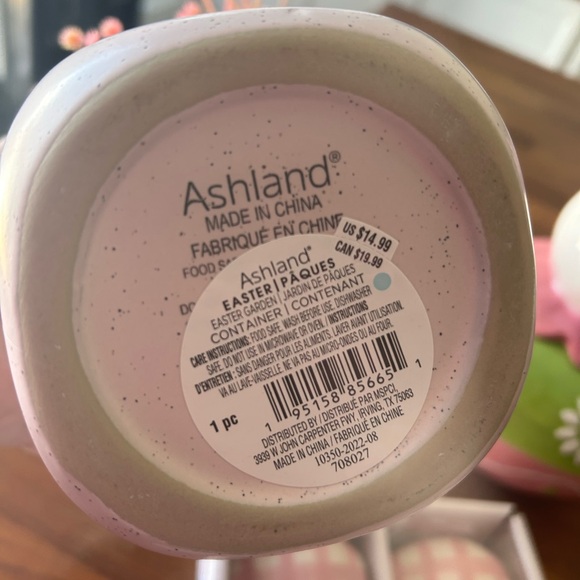 Ashland®
MADE IN CHINA
FABRIQUÉ EN CHINE
FOOD
US $14.99
CAN $19.99
Ashland®
EASTER | PÂQUES
EASTER GARDEN | JARDIN DE PÂQUES
CONTAINER | CONTENANT
CARE INSTRUCTIONS: FOOD SAFE. WASH BEFORE USE. DISHWASHER
SAFE. DO NOT USE IN MICROWAVE OR OVEN. INSTRUCTIONS
D'ENTRETIEN : SANS DANGER POUR LES ALIMENTS. LAVER AVANT UTILISATION.
VA AU LAVE-VAISSELLE. NE VA PAS AU MICRO-ONDES OU AU FOUR.
1 95158 85665 1
1 pc
DISTRIBUTED BY / DISTRIBUÉ PAR MSPCI,
3939 W JOHN CARPENTER FWY, IRVING, TX 75063
MADE IN CHINA / FABRIQUÉ EN CHINE
10350-2022-08
708027